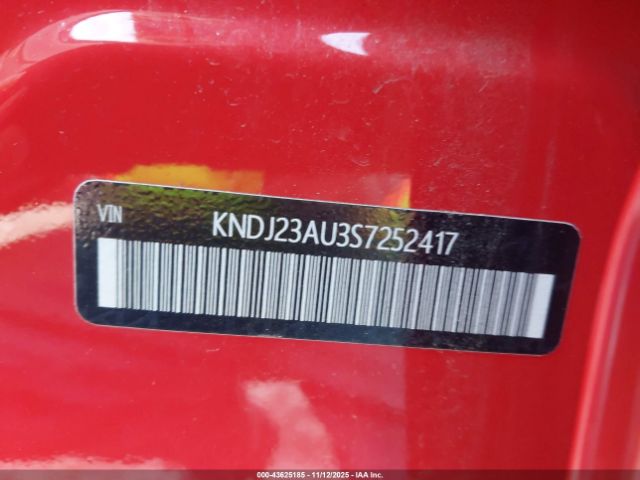 VIN KNDJ23AU3S7252417
000-43625185 - 11/12/2025 - IAA Inc.